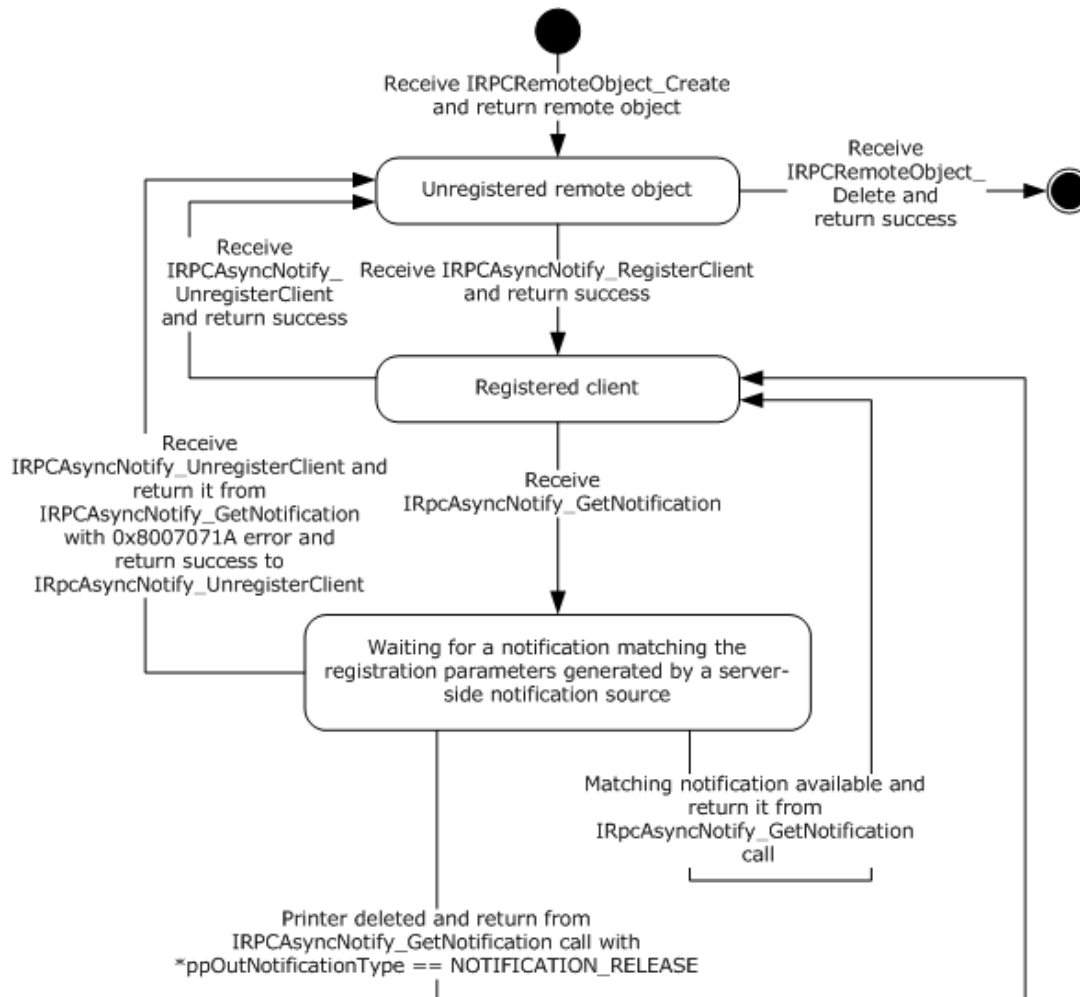 Receive IRPCRemoteObject_Create
and return remote object
Unregistered remote object
Receive
IRPCRemoteObject_
Delete and
return success
Receive
IRPCAsyncNotify_
UnregisterClient
and return success
Receive IRPCAsyncNotify_RegisterClient
and return success
Registered client
Receive
IRPCAsyncNotify_UnregisterClient and
return it from
IRPCAsyncNotify_GetNotification
with 0x8007071A error and
return success to
IRpcAsyncNotify_UnregisterClient
Receive
IRpcAsyncNotify_GetNotification
Waiting for a notification matching the
registration parameters generated by a server-
side notification source
Matching notification available and
return it from
IRpcAsyncNotify_GetNotification
call
Printer deleted and return from
IRPCAsyncNotify_GetNotification call with
*ppOutNotificationType == NOTIFICATION_RELEASE